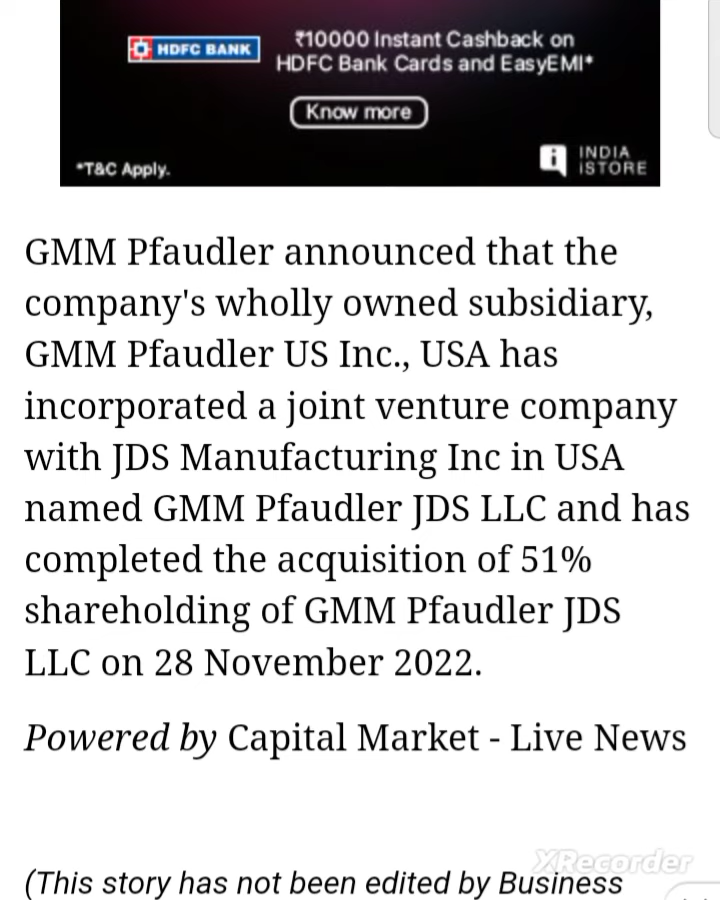 HDFC BANK
₹10000 Instant Cashback on
HDFC Bank Cards and EasyEMI*
Know more
*T&C Apply.
INDIA
iSTORE
GMM Pfaudler announced that the
company's wholly owned subsidiary,
GMM Pfaudler US Inc., USA has
incorporated a joint venture company
with JDS Manufacturing Inc in USA
named GMM Pfaudler JDS LLC and has
completed the acquisition of 51%
shareholding of GMM Pfaudler JDS
LLC on 28 November 2022.
Powered by Capital Market - Live News
XRecorder
(This story has not been edited by Business